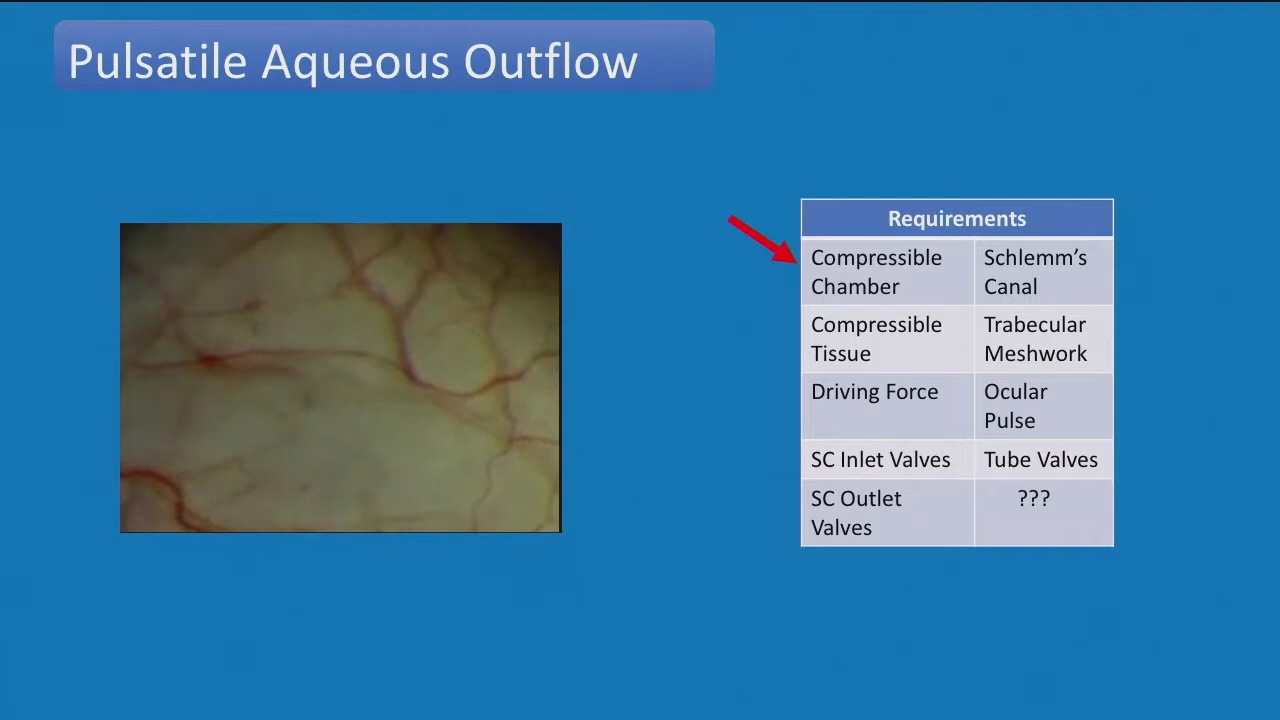 Pulsatile Aqueous Outflow
Requirements
Compressible Chamber
Schlemm’s Canal
Compressible Tissue
Trabecular Meshwork
Driving Force
Ocular Pulse
SC Inlet Valves
Tube Valves
SC Outlet Valves
???